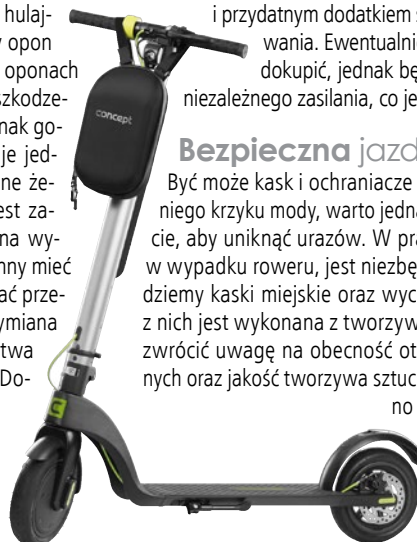 hulaj-
opon
oponach
szkodze-
nak go-
je jed-
ne że-
est za-
na wy-
nny mieć
ać prze-
ymiana
twa
Do-
concept
i przydatnym dodatkiem
wania. Ewentualni
dokupić, jednak bę
niezależnego zasilania, co je
Bezpieczna jazd
Być może kask i ochraniacze
niego krzyku mody, warto jedna
cie, aby uniknąć urazów. W pra
w wypadku roweru, jest niezbę
dziemy kaski miejskie oraz wyc
z nich jest wykonana z tworzyw
zwrócić uwagę na obecność ot
nych oraz jakość tworzywa sztuc
no